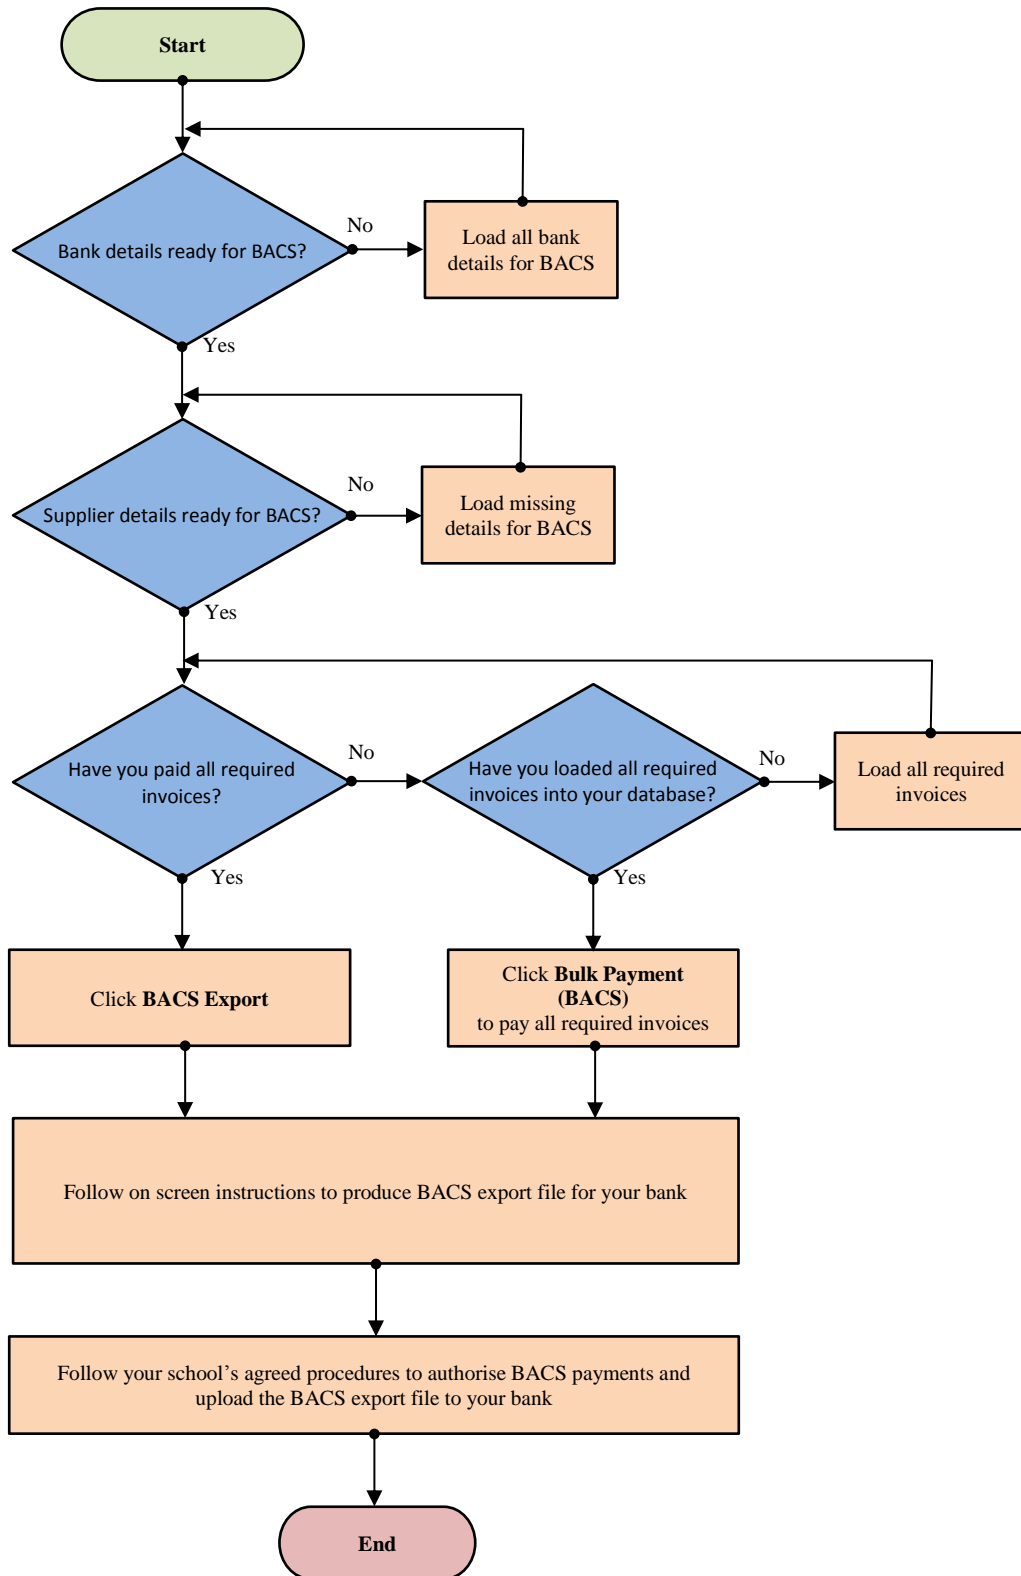 Start
Bank details ready for BACS?
No
Load all bank
details for BACS
Yes
Supplier details ready for BACS?
No
Load missing
details for BACS
Yes
Have you paid all required
invoices?
No
Have you loaded all required
invoices into your database?
No
Load all required
invoices
Yes
Yes
Click BACS Export
Click Bulk Payment
(BACS)
to pay all required invoices
Follow on screen instructions to produce BACS export file for your bank
Follow your school’s agreed procedures to authorise BACS payments and
upload the BACS export file to your bank
End